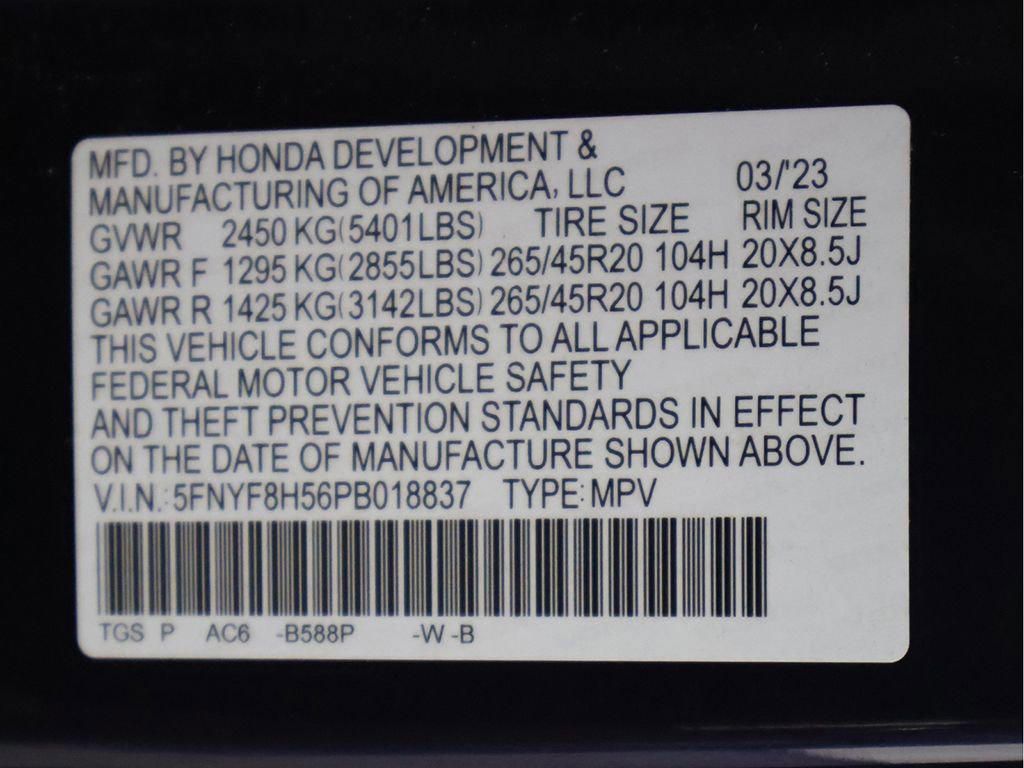 MFD. BY HONDA DEVELOPMENT &
MANUFACTURING OF AMERICA, LLC 03/'23
GVWR 2450 KG(5401LBS) TIRE SIZE RIM SIZE
GAWR F 1295 KG(2855LBS) 265/45R20 104H 20X8.5J
GAWR R 1425 KG(3142LBS) 265/45R20 104H 20X8.5J
THIS VEHICLE CONFORMS TO ALL APPLICABLE
FEDERAL MOTOR VEHICLE SAFETY
AND THEFT PREVENTION STANDARDS IN EFFECT
ON THE DATE OF MANUFACTURE SHOWN ABOVE.
V.I.N.:5FNYF8H56PB018837 TYPE:MPV
TGS P AC6 -B588P -W -B